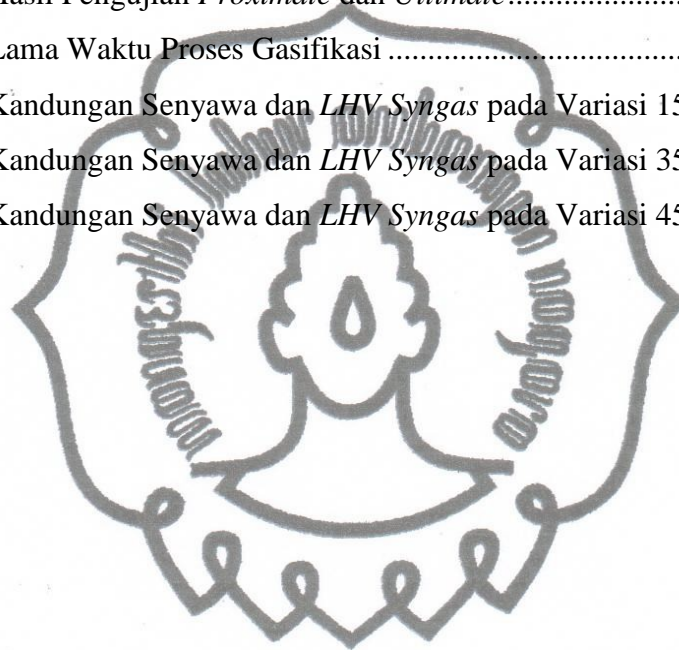 Hasil Pengujian Proximate dan Ultimate..............................
Lama Waktu Proses Gasifikasi ..............................
Kandungan Senyawa dan LHV Syngas pada Variasi 15
Kandungan Senyawa dan LHV Syngas pada Variasi 35
Kandungan Senyawa dan LHV Syngas pada Variasi 45